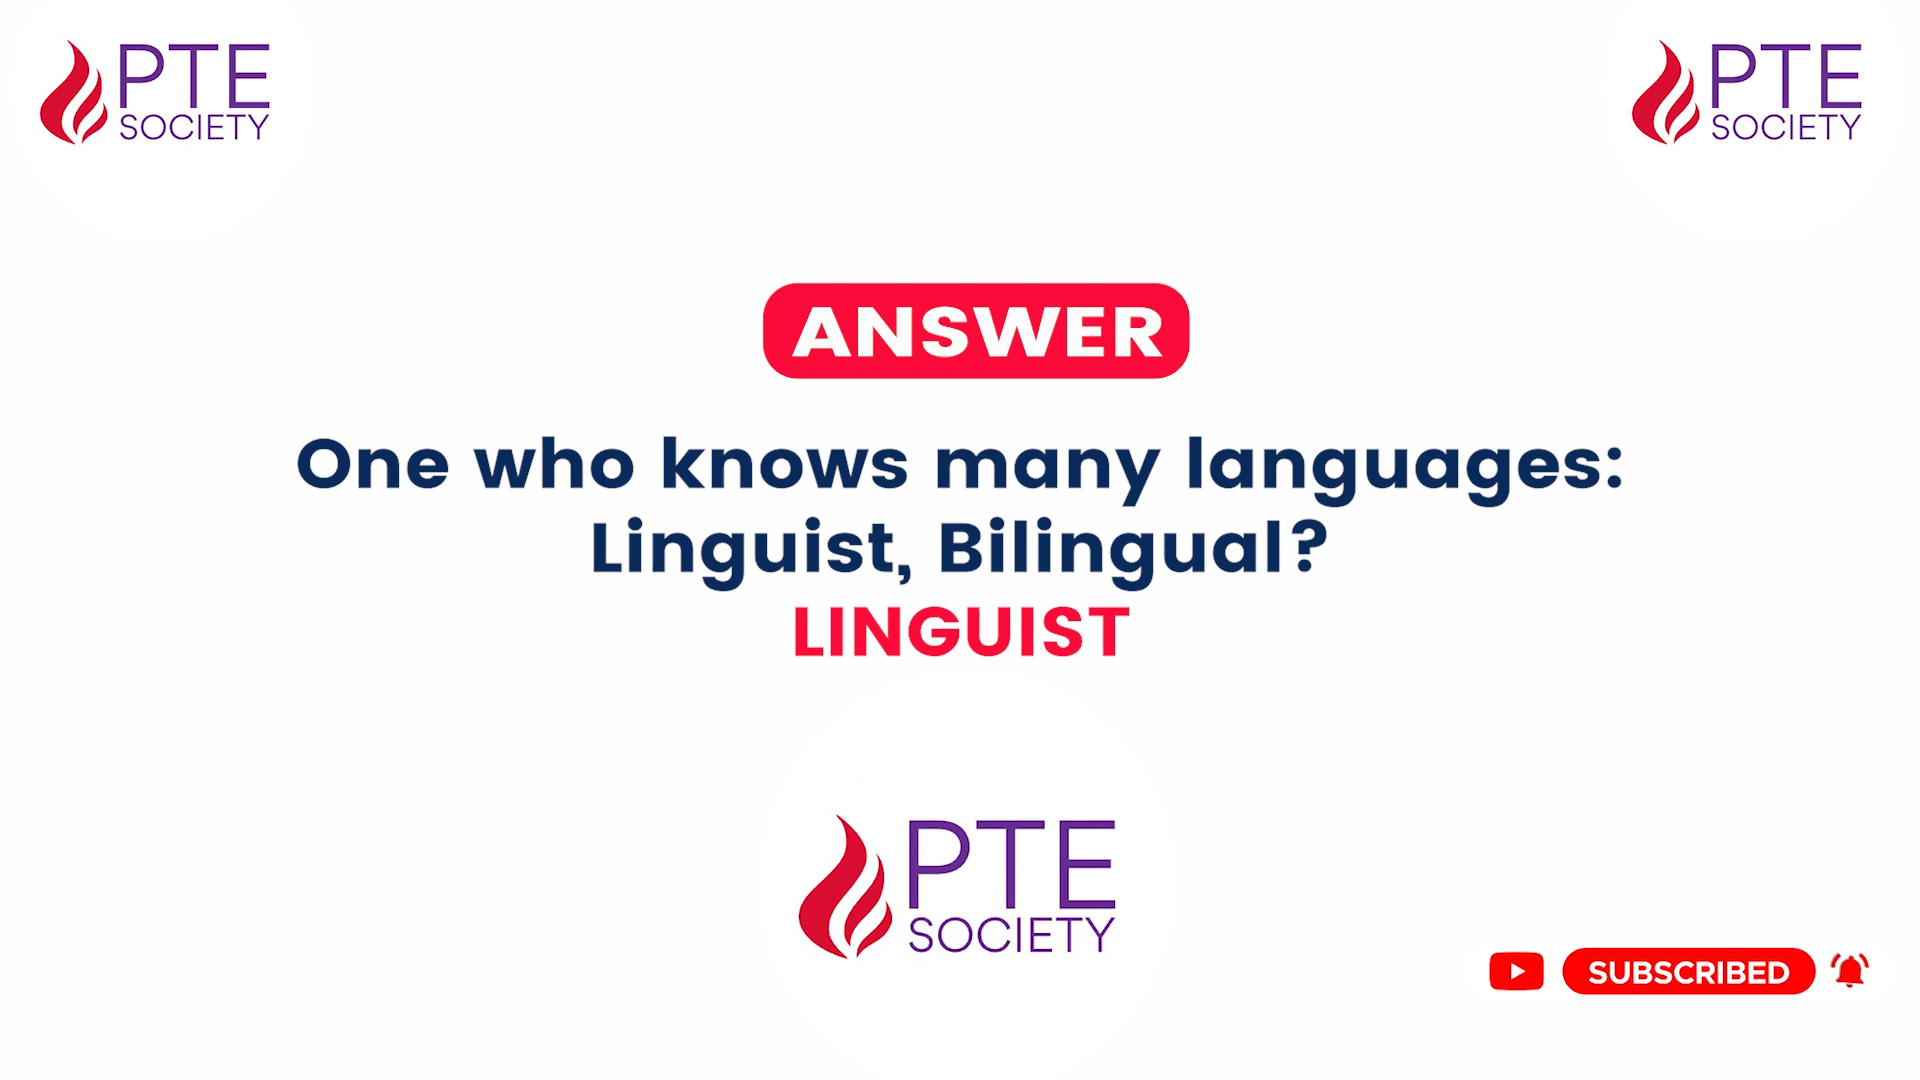 PTE
SOCIETY
PTE
SOCIETY
ANSWER
One who knows many languages:
Linguist, Bilingual?
LINGUIST
PTE
SOCIETY
SUBSCRIBED